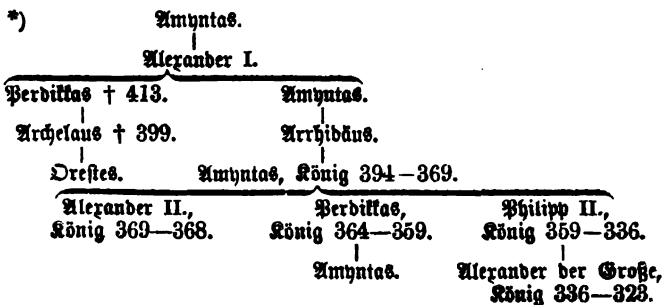 *) Amyntas.
Alexander I.
Perdikkas † 413. Amyntas.
Archelaus † 399. Arrhidäus.
Orestes. Amyntas, König 394–369.
Alexander II., Perdikkas, Philipp II.,
König 369–368. König 364–359. König 359–336.
Amyntas. Alexander der Große,
König 336–323.